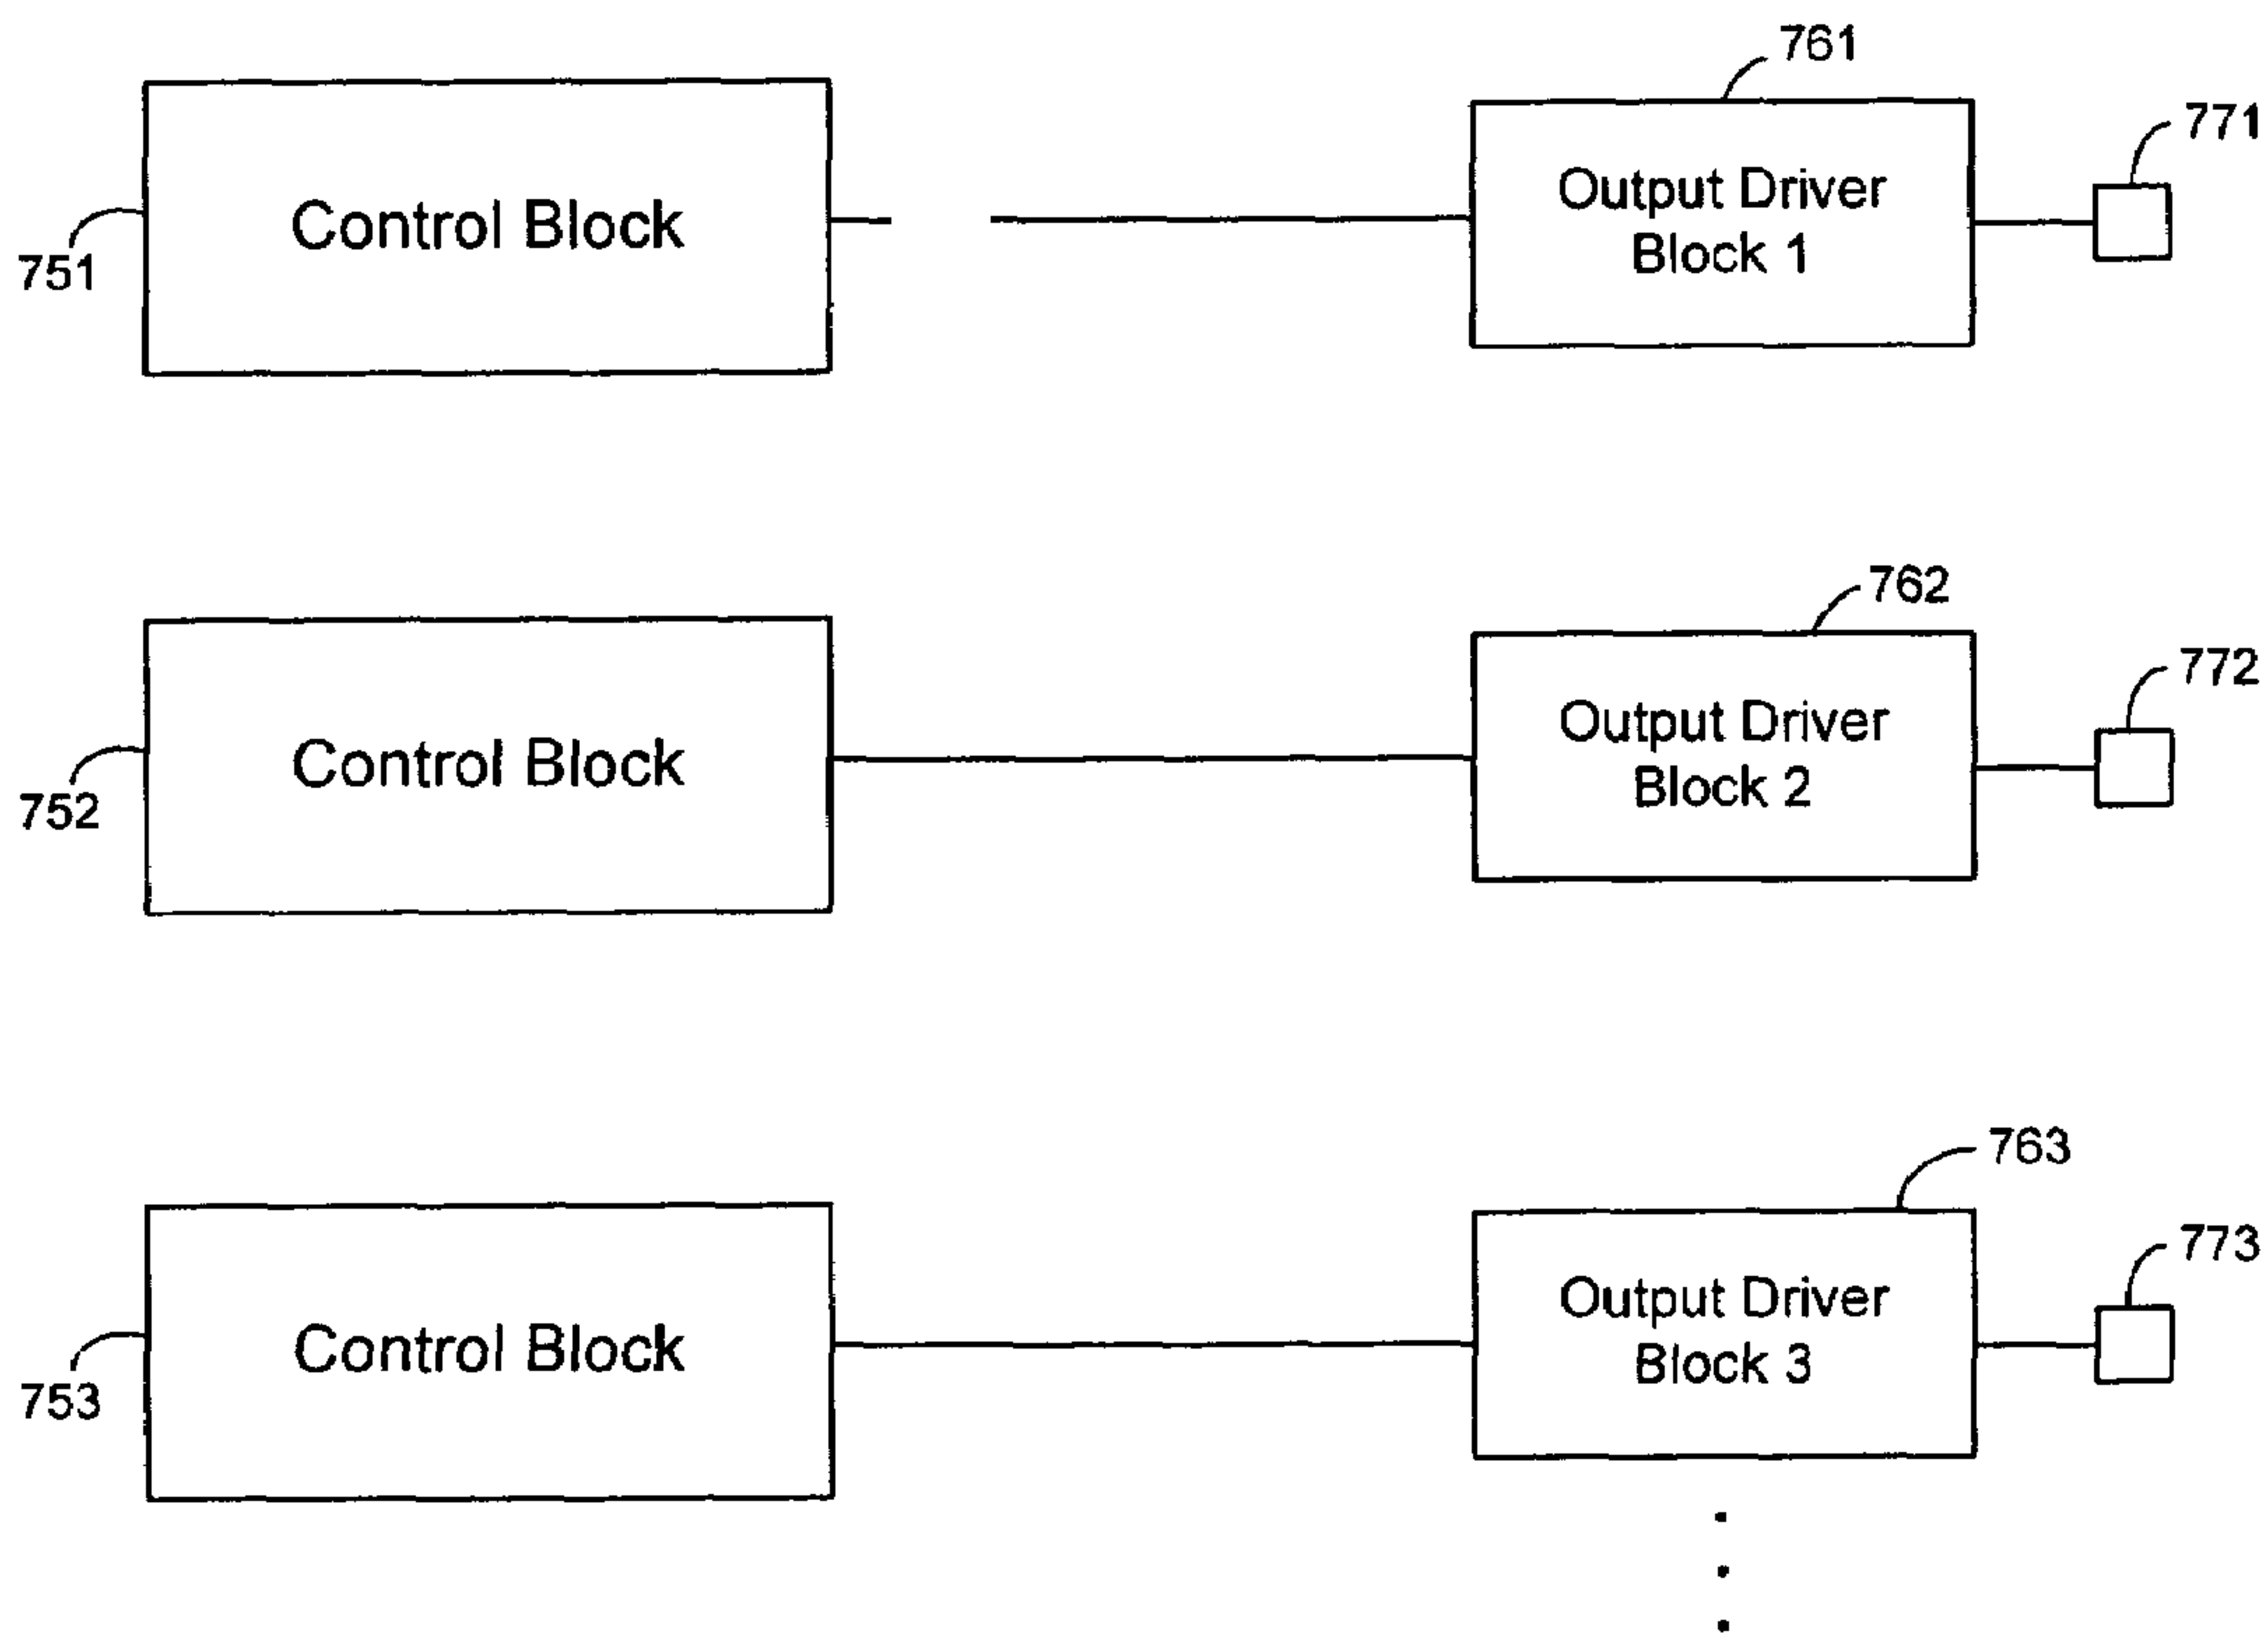 761
771
Control Block
Output Driver
Block 1
751
762
772
Control Block
Output Driver
Block 2
752
763
773
Control Block
Output Driver
Block 3
753